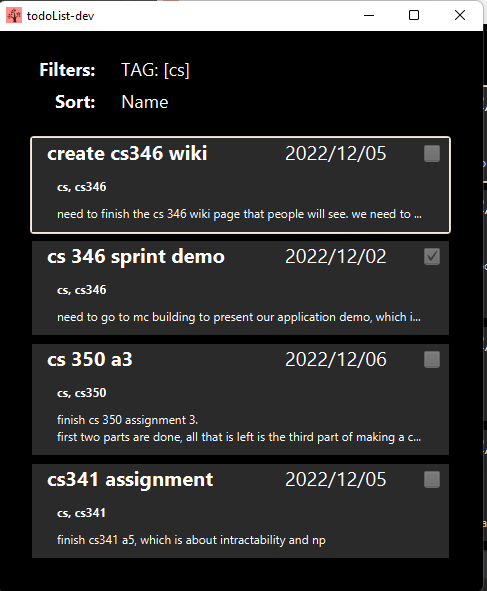 todoList-dev
Filters: TAG: [cs]
Sort: Name
create cs346 wiki 2022/12/05
cs, cs346
need to finish the cs 346 wiki page that people will see. we need to ...
cs 346 sprint demo 2022/12/02
cs, cs346
need to go to mc building to present our application demo, which i...
cs 350 a3 2022/12/06
cs, cs350
finish cs 350 assignment 3.
first two parts are done, all that is left is the third part of making a c...
cs341 assignment 2022/12/05
cs, cs341
finish cs341 a5, which is about intractability and np